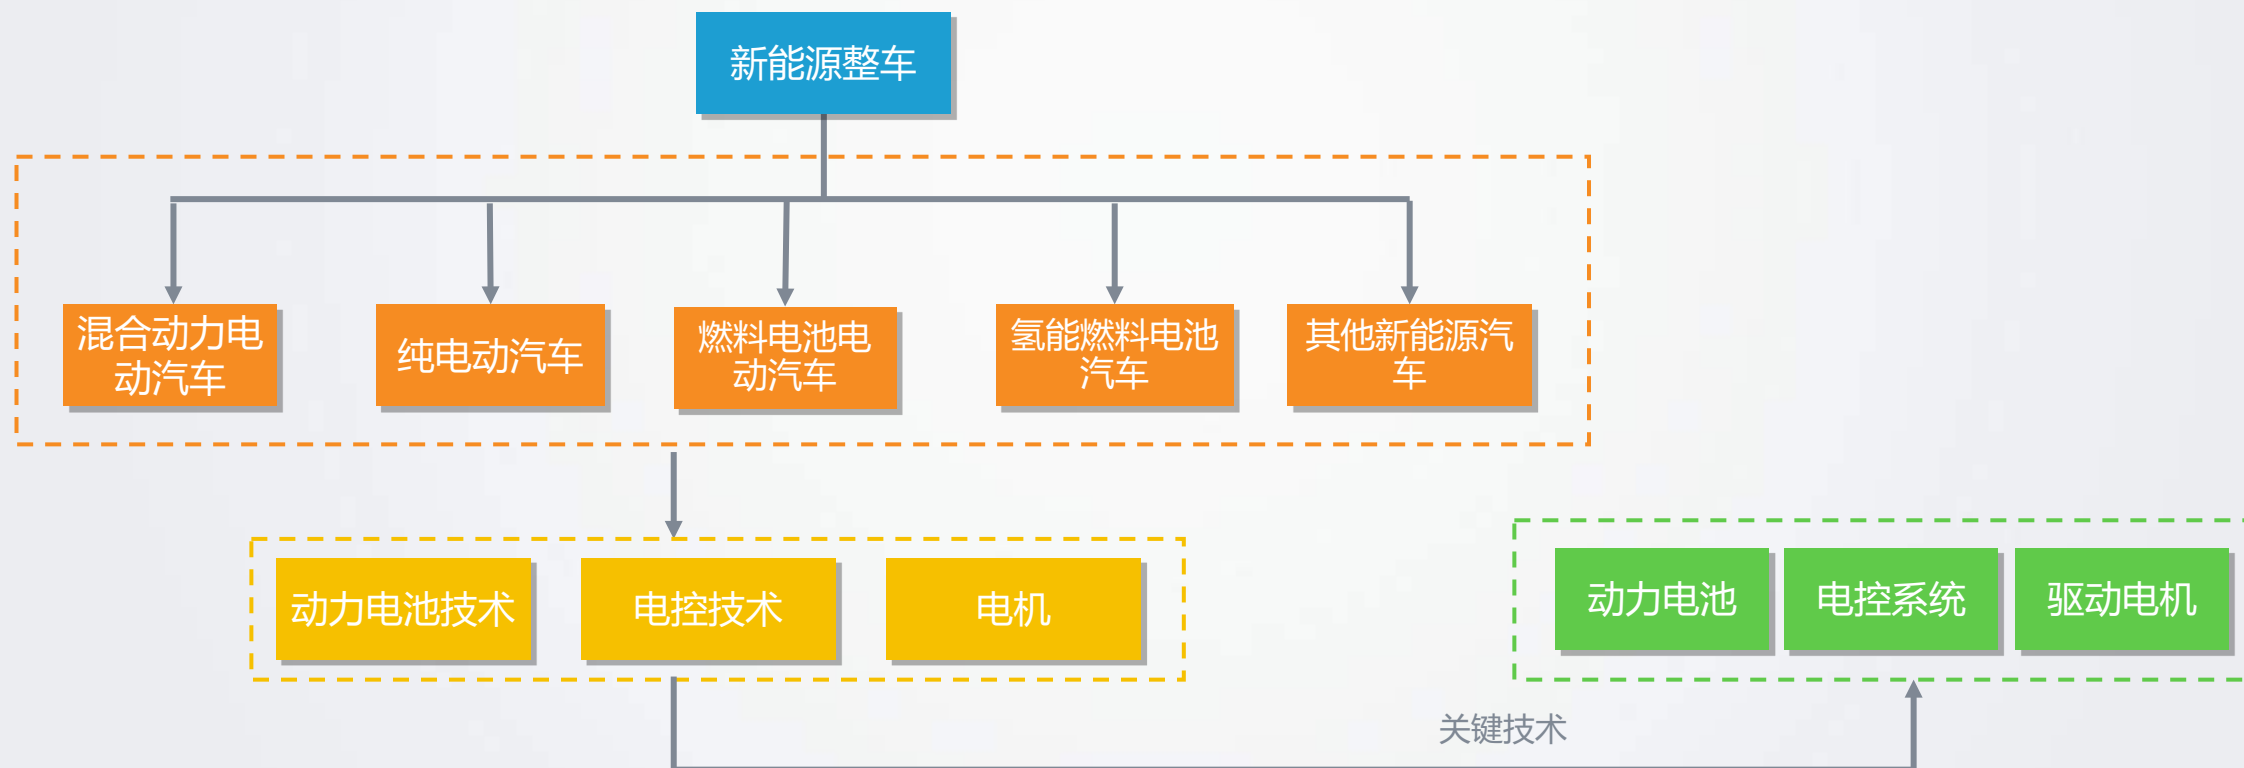 新能源整车
混合动力电
动汽车
纯电动汽车
燃料电池电
动汽车
氢能燃料电池
汽车
其他新能源汽
车
动力电池技术
电控技术
电机
动力电池
电控系统
驱动电机
关键技术